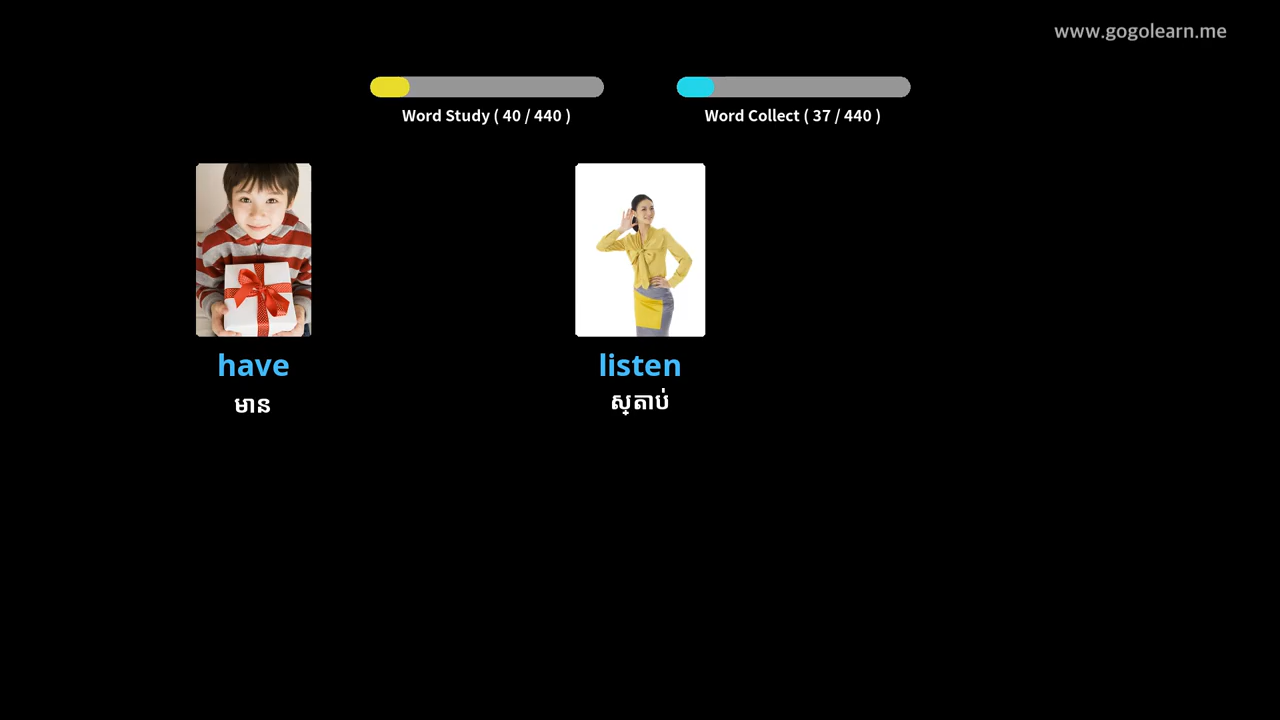 www.gogolearn.me
Word Study ( 40 / 440 )
Word Collect ( 37 / 440 )
have
listen
មាន
ស្តាប់